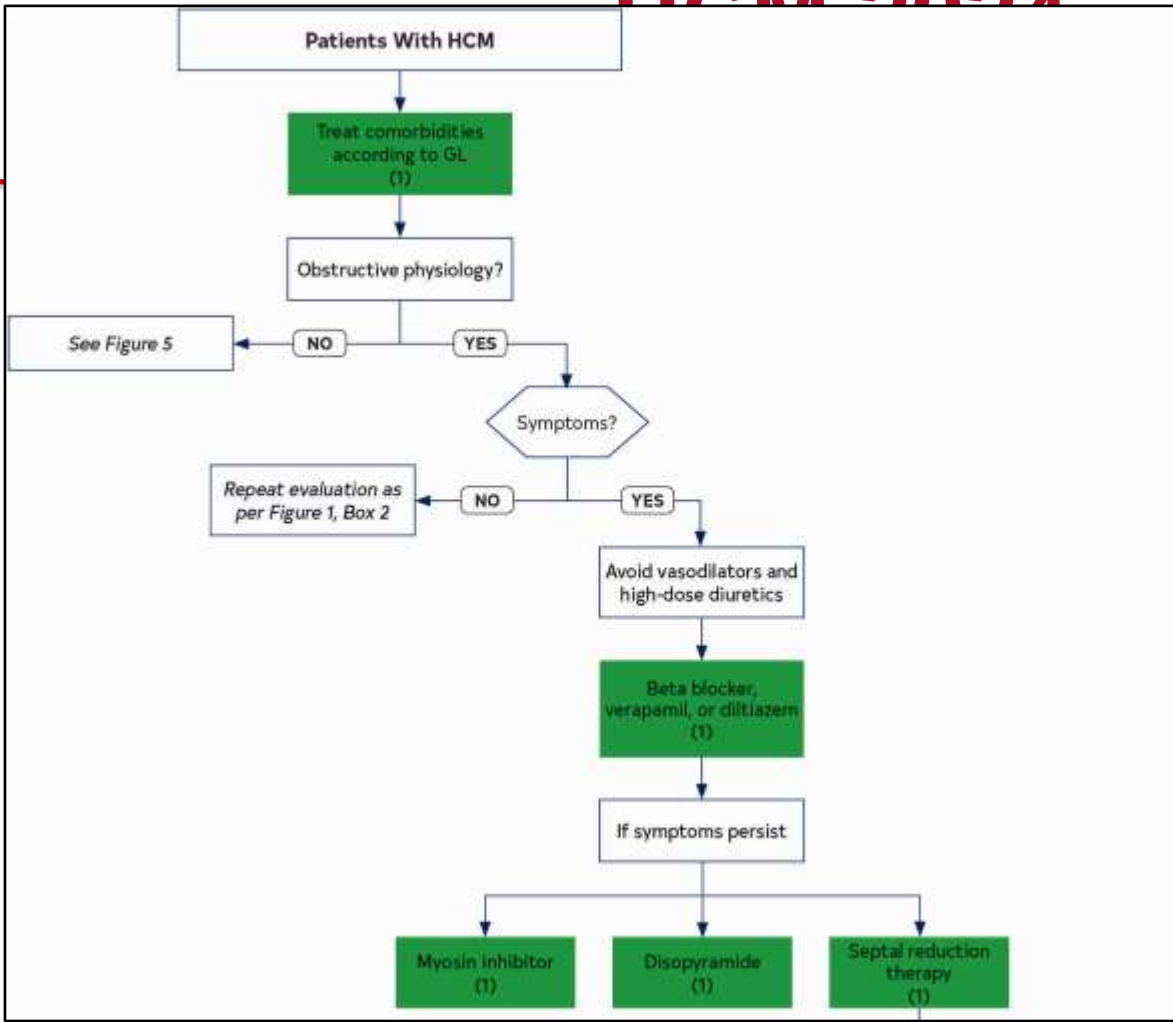 Patients With HCM
Treat comorbidities
according to GL
(1)
Obstructive physiology?
See Figure 5
NO
YES
Symptoms?
Repeat evaluation as
per Figure 1, Box 2
NO
YES
Avoid vasodilators and
high-dose diuretics
Beta blocker,
verapamil, or diltiazem
(1)
If symptoms persist
Myosin inhibitor
(1)
Disopyramide
(1)
Septal reduction
therapy
(1)